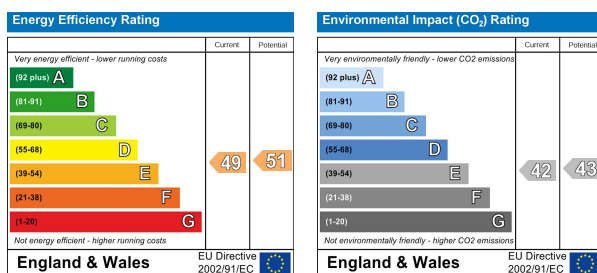 Energy Efficiency Rating
Current Potential
Very energy efficient - lower running costs
(92 plus) A
(81-91) B
(69-80) C
(55-68) D
(39-54) E
(21-38) F
(1-20) G
49 51
Not energy efficient - higher running costs
England & Wales
EU Directive
2002/91/EC
Environmental Impact (CO2) Rating
Current Potential
Very environmentally friendly - lower CO2 emissions
(92 plus) A
(81-91) B
(69-80) C
(55-68) D
(39-54) E
(21-38) F
(1-20) G
42 43
Not environmentally friendly - higher CO2 emissions
England & Wales
EU Directive
2002/91/EC